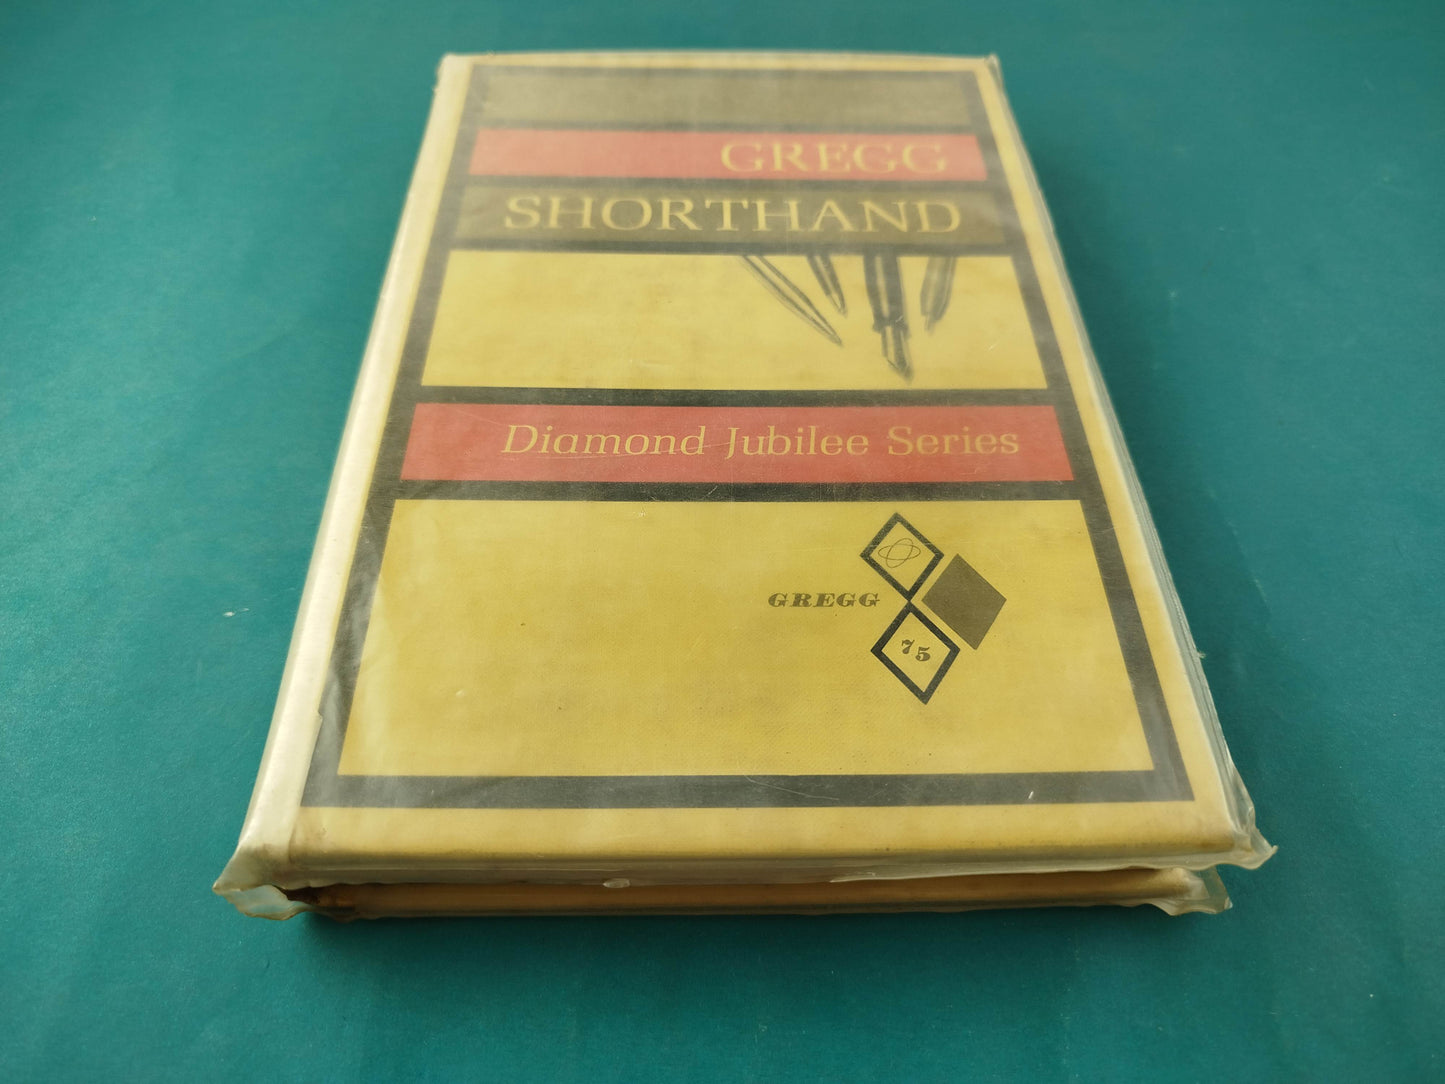 GREGG
SHORTHAND
Diamond Jubilee Series
GREGG
75